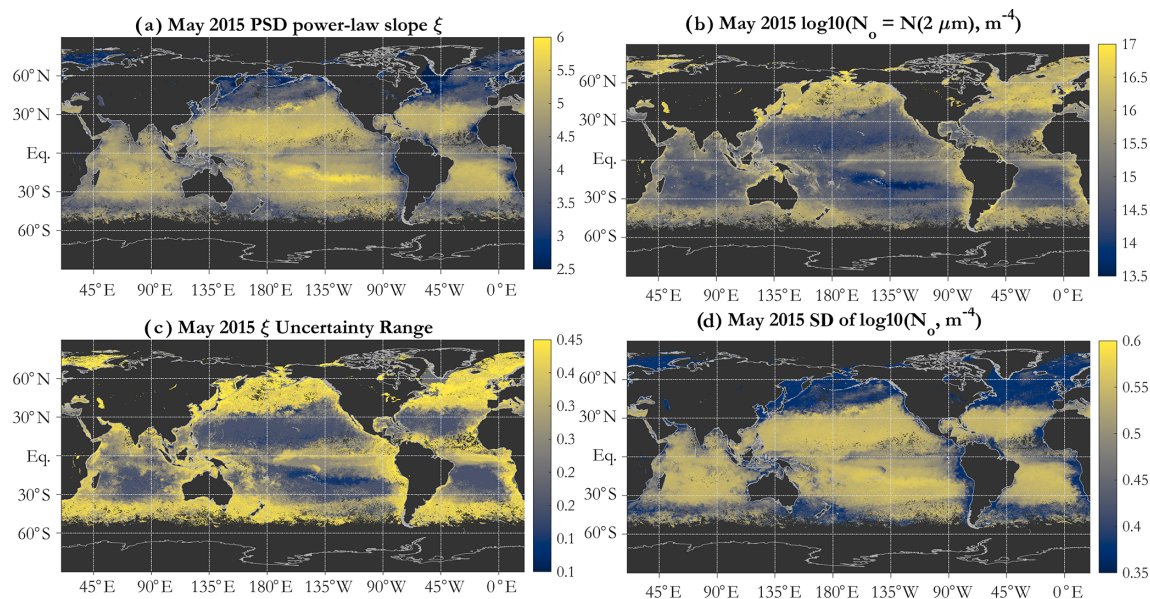 (a) May 2015 PSD power-law slope ξ
60°N
30°N
Eq.
30°S
60°S
45°E 90°E 135°E 180°W 135°W 90°W 45°W 0°E
6
5.5
5
4.5
4
3.5
3
2.5
(b) May 2015 log10(N₀ = N(2 μm), m⁻⁴)
60°N
30°N
Eq.
30°S
60°S
45°E 90°E 135°E 180°W 135°W 90°W 45°W 0°E
17
16.5
16
15.5
15
14.5
14
13.5
(c) May 2015 ξ Uncertainty Range
60°N
30°N
Eq.
30°S
60°S
45°E 90°E 135°E 180°W 135°W 90°W 45°W 0°E
0.45
0.4
0.3
0.3
0.2
0.2
0.1
0.1
(d) May 2015 SD of log10(N₀, m⁻⁴)
60°N
30°N
Eq.
30°S
60°S
45°E 90°E 135°E 180°W 135°W 90°W 45°W 0°E
0.6
0.55
0.5
0.45
0.4
0.35